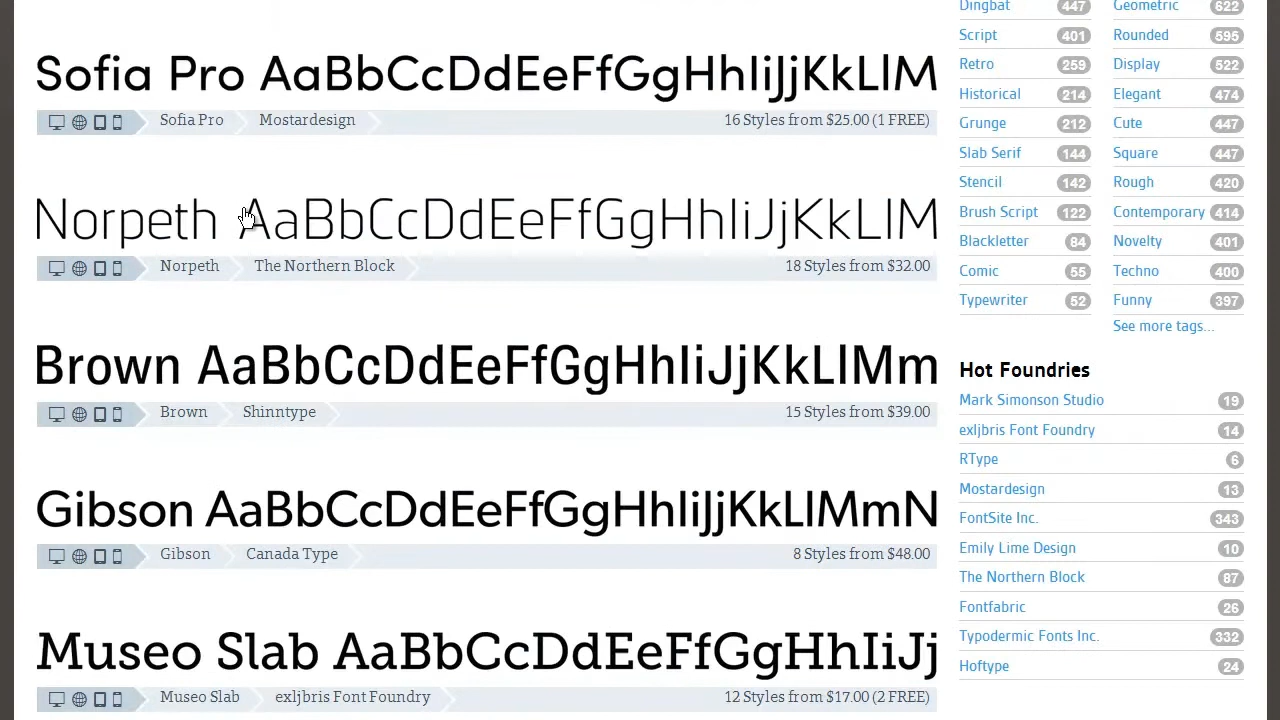 Sofia Pro AaBbCcDdEeFfGgHhIiJjKkLlM
Sofia Pro Mostardesign 16 Styles from $25.00 (1 FREE)
Norpeth AaBbCcDdEeFfGgHhIiJjKkLlM
Norpeth The Northern Block 18 Styles from $32.00
Brown AaBbCcDdEeFfGgHhIiJjKkLlMm
Brown Shinntype 15 Styles from $39.00
Gibson AaBbCcDdEeFfGgHhIiJjKkLlMmN
Gibson Canada Type 8 Styles from $48.00
Museo Slab AaBbCcDdEeFfGgHhIiJj
Museo Slab exljbris Font Foundry 12 Styles from $17.00 (2 FREE)
Dingbat 447
Script 401
Retro 259
Historical 214
Grunge 212
Slab Serif 144
Stencil 142
Brush Script 122
Blackletter 84
Comic 55
Typewriter 52
Geometric 622
Rounded 595
Display 522
Elegant 474
Cute 447
Square 447
Rough 420
Contemporary 414
Novelty 401
Techno 400
Funny 397
See more tags...
Hot Foundries
Mark Simonson Studio 19
exljbris Font Foundry 14
RType 6
Mostardesign 13
FontSite Inc. 343
Emily Lime Design 10
The Northern Block 87
Fontfabric 26
Typodermic Fonts Inc. 332
Hoftype 24